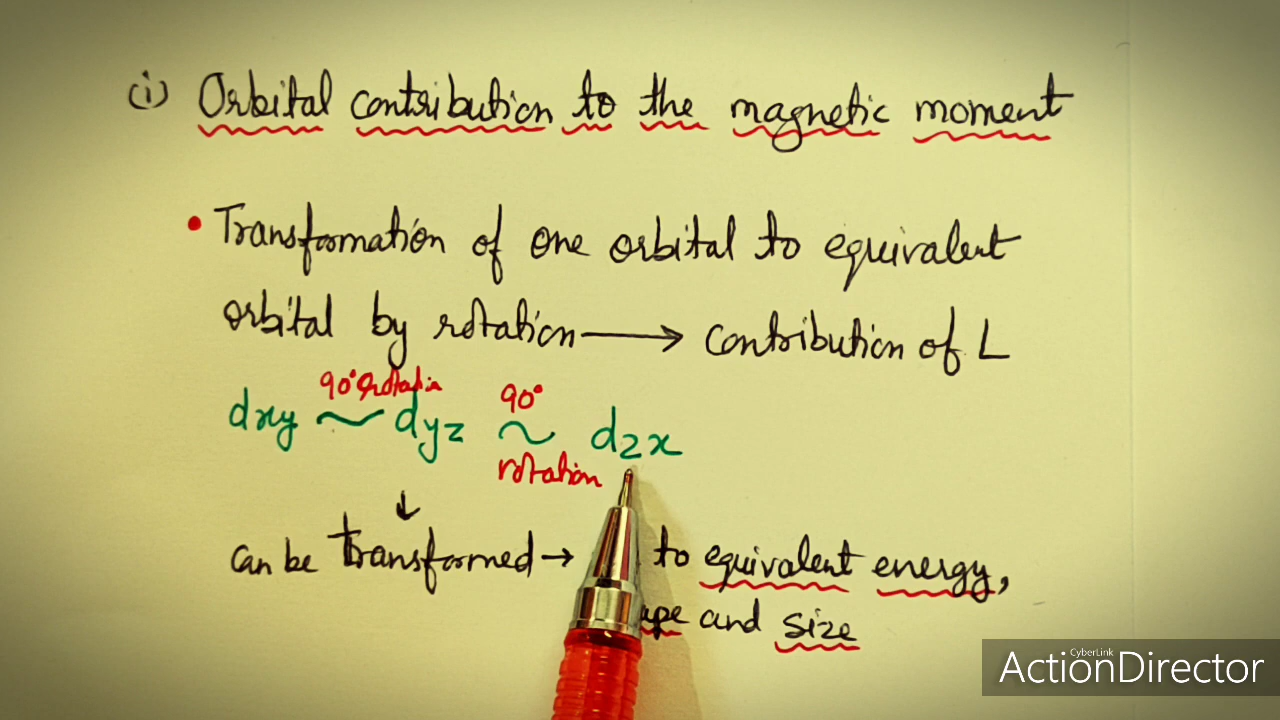 (i) Orbital contribution to the magnetic moment
• Transformation of one orbital to equivalent
orbital by rotation → contribution of L
90° rotation 90°
dxy ~ dyz ~ dzx
rotation
↓
can be transformed → to equivalent energy,
ape and size
CyberLink
ActionDirector